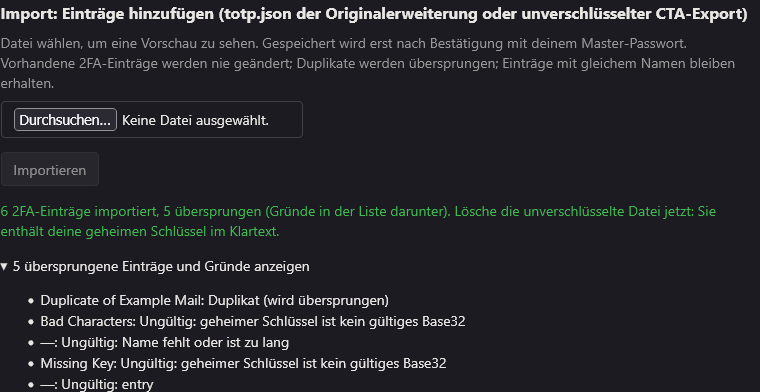 Import: Einträge hinzufügen (totp.json der Originalerweiterung oder unverschlüsselter CTA-Export)
Datei wählen, um eine Vorschau zu sehen. Gespeichert wird erst nach Bestätigung mit deinem Master-Passwort.
Vorhandene 2FA-Einträge werden nie geändert; Duplikate werden übersprungen; Einträge mit gleichem Namen bleiben
erhalten.
Durchsuchen... Keine Datei ausgewählt.
Importieren
6 2FA-Einträge importiert, 5 übersprungen (Gründe in der Liste darunter). Lösche die unverschlüsselte Datei jetzt: Sie
enthält deine geheimen Schlüssel im Klartext.
▼ 5 übersprungene Einträge und Gründe anzeigen
• Duplicate of Example Mail: Duplikat (wird übersprungen)
• Bad Characters: Ungültig: geheimer Schlüssel ist kein gültiges Base32
• —: Ungültig: Name fehlt oder ist zu lang
• Missing Key: Ungültig: geheimer Schlüssel ist kein gültiges Base32
• —: Ungültig: entry